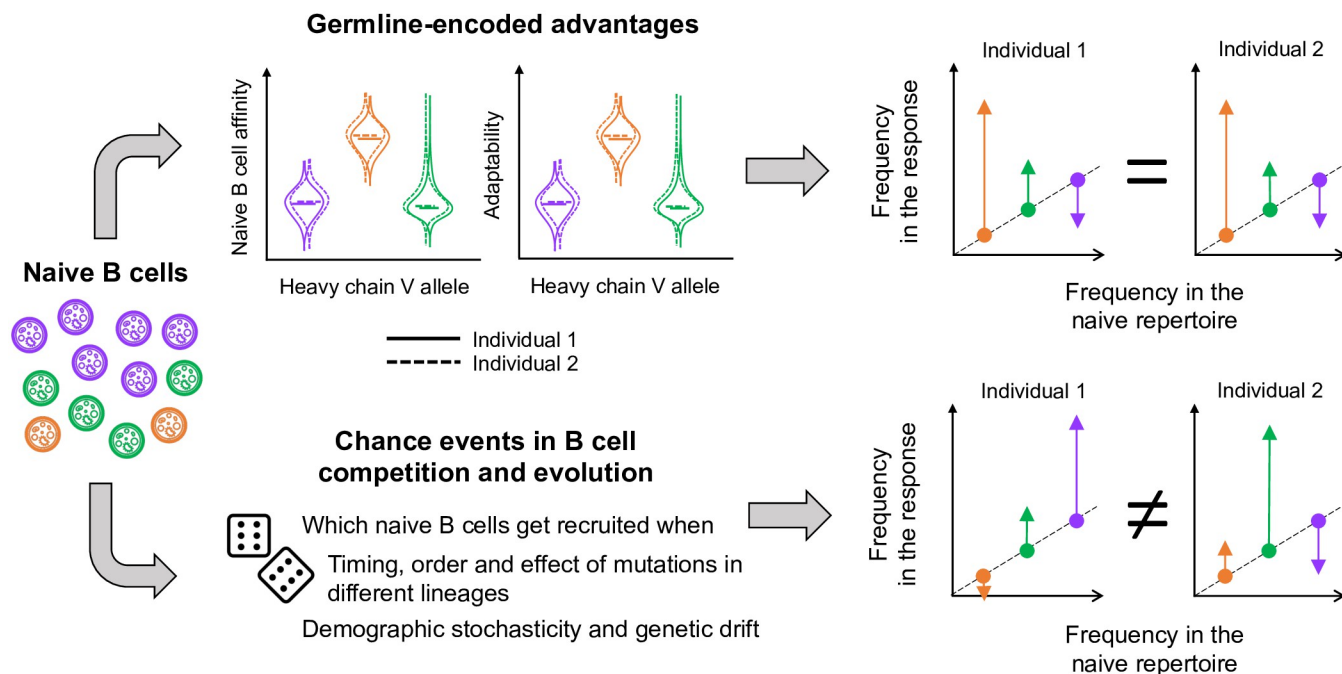 Germline-encoded advantages
Naive B cell affinity
Heavy chain V allele
Adaptability
Heavy chain V allele
Individual 1
Individual 2
Individual 1
Individual 2
Frequency
in the response
=
Frequency in the
naive repertoire
Naive B cells
Chance events in B cell
competition and evolution
Which naive B cells get recruited when
Timing, order and effect of mutations in
different lineages
Demographic stochasticity and genetic drift
Individual 1
Individual 2
Frequency
in the response
≠
Frequency in the
naive repertoire